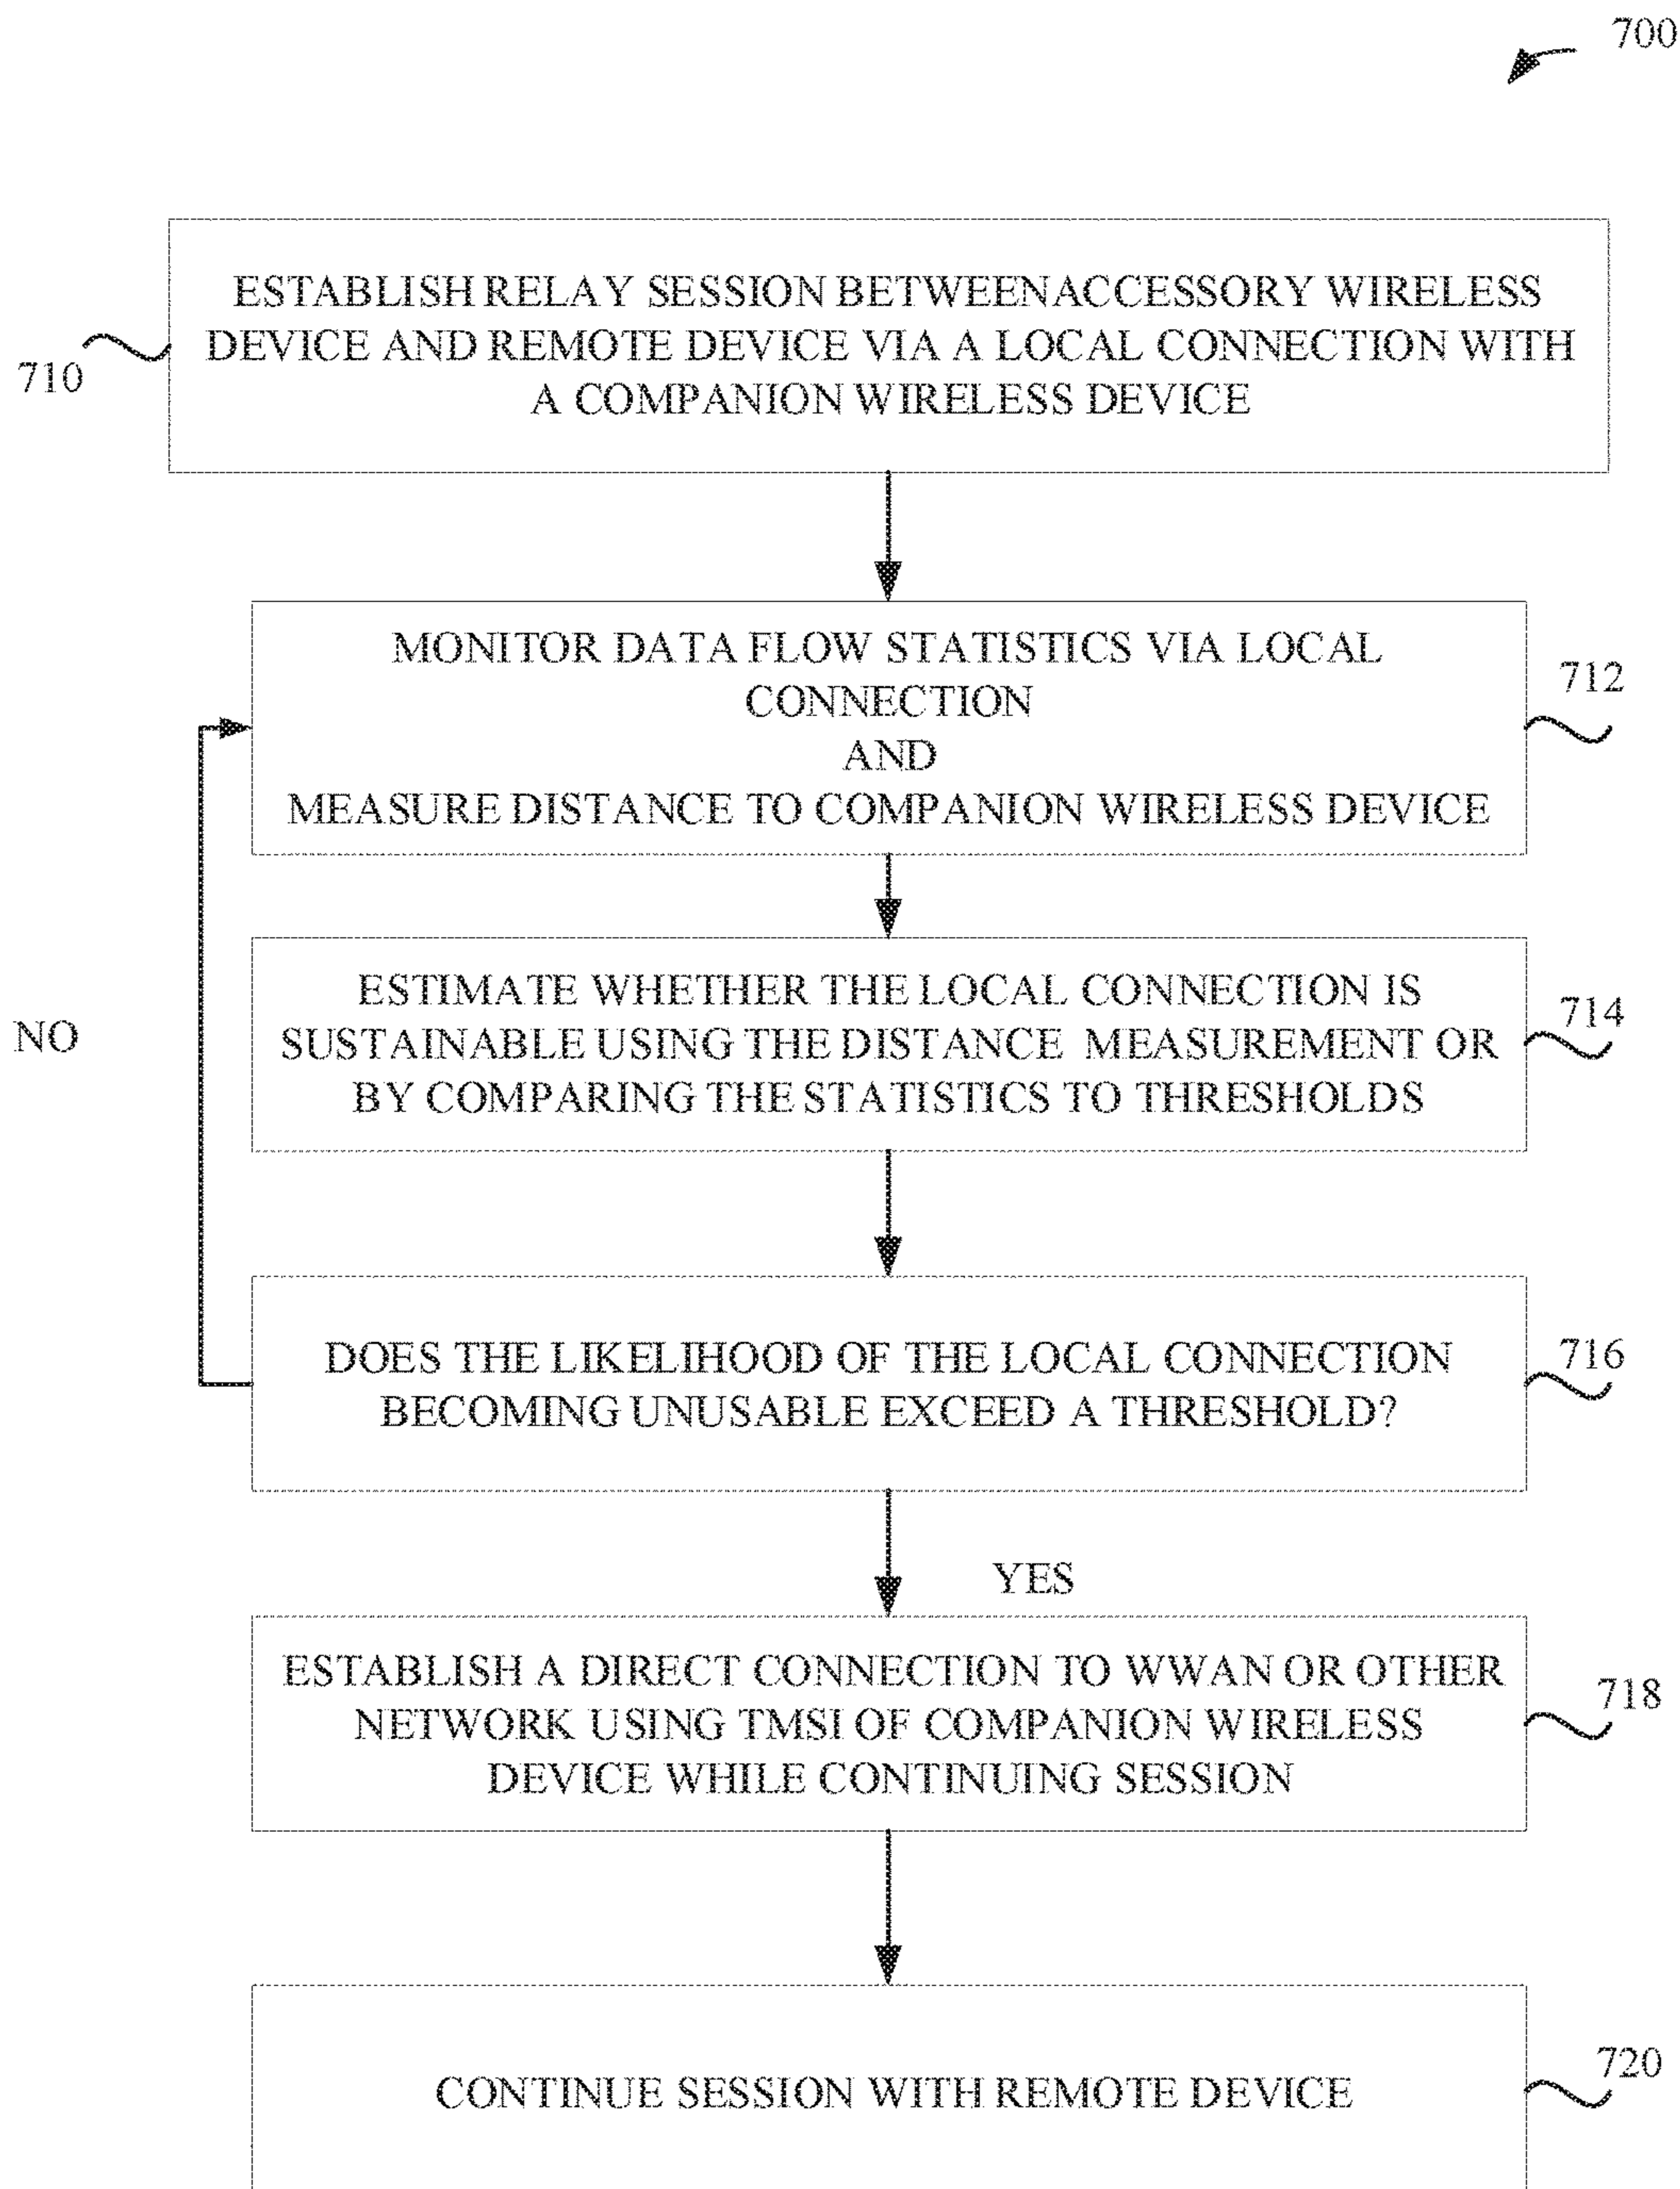 700
ESTABLISH RELAY SESSION BETWEENACCESSORY WIRELESS
DEVICE AND REMOTE DEVICE VIA A LOCAL CONNECTION WITH
A COMPANION WIRELESS DEVICE
710
MONITOR DATA FLOW STATISTICS VIA LOCAL
CONNECTION
AND
MEASURE DISTANCE TO COMPANION WIRELESS DEVICE
712
ESTIMATE WHETHER THE LOCAL CONNECTION IS
SUSTAINABLE USING THE DISTANCE MEASUREMENT OR
BY COMPARING THE STATISTICS TO THRESHOLDS
714
NO
DOES THE LIKELIHOOD OF THE LOCAL CONNECTION
BECOMING UNUSABLE EXCEED A THRESHOLD?
716
YES
ESTABLISH A DIRECT CONNECTION TO WWAN OR OTHER
NETWORK USING TMSI OF COMPANION WIRELESS
DEVICE WHILE CONTINUING SESSION
718
CONTINUE SESSION WITH REMOTE DEVICE
720